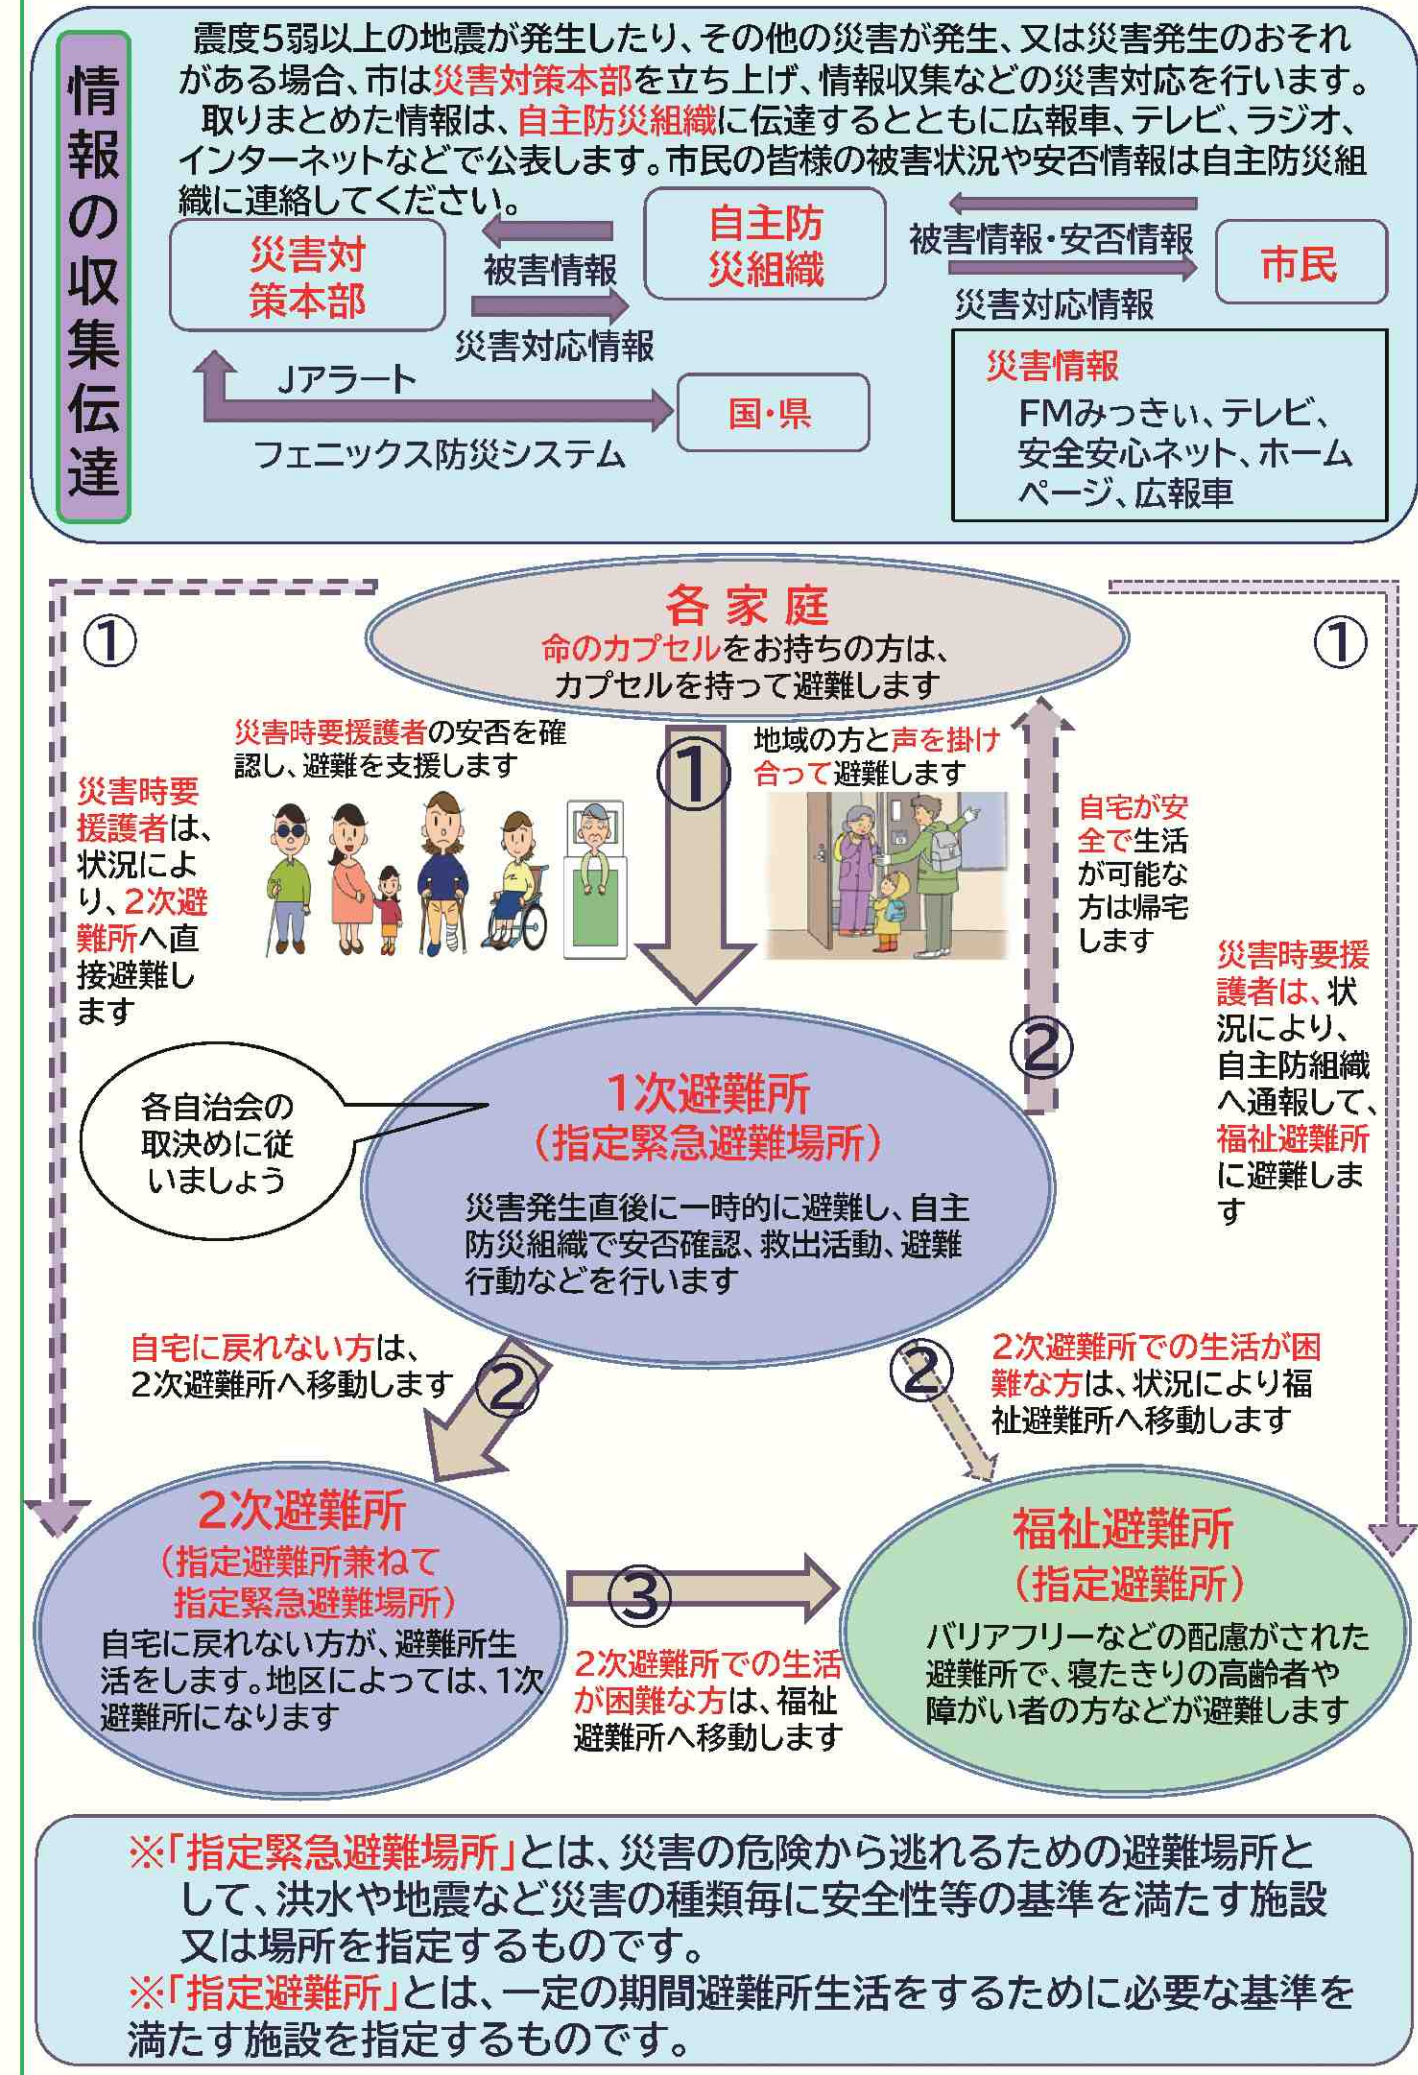 情報の収集伝達
震度5弱以上の地震が発生したり、その他の災害が発生、又は災害発生のおそれ
がある場合、市は災害対策本部を立ち上げ、情報収集などの災害対応を行います。
取りまとめた情報は、自主防災組織に伝達するとともに広報車、テレビ、ラジオ、
インターネットなどで公表します。市民の皆様の被害状況や安否情報は自主防災組
織に連絡してください。
災害対
策本部
被害情報
災害対応情報
自主防
災組織
被害情報・安否情報
災害対応情報
市民
Jアラート
フェニックス防災システム
国・県
災害情報
FMみっきぃ、テレビ、
安全安心ネット、ホーム
ページ、広報車
各家庭
命のカプセルをお持ちの方は、
カプセルを持って避難します
①
①
災害時要援護者の安否を確
認し、避難を支援します
①
地域の方と声を掛け
合って避難します
災害時要
援護者は、
状況によ
り、2次避
難所へ直
接避難し
ます
自宅が安
全で生活
が可能な
方は帰宅
します
②
災害時要援
護者は、状
況により、
自主防組織
へ通報して、
福祉避難所
に避難しま
す
各自治会の
取決めに従
いましょう
1次避難所
（指定緊急避難場所）
災害発生直後に一時的に避難し、自主
防災組織で安否確認、救出活動、避難
行動などを行います
自宅に戻れない方は、
2次避難所へ移動します
②
②
2次避難所での生活が困
難な方は、状況により福
祉避難所へ移動します
2次避難所
（指定避難所兼ねて
指定緊急避難場所）
自宅に戻れない方が、避難所生
活をします。地区によっては、1次
避難所になります
③
2次避難所での生活
が困難な方は、福祉
避難所へ移動します
福祉避難所
（指定避難所）
バリアフリーなどの配慮がされた
避難所で、寝たきりの高齢者や
障がい者の方などが避難します
※「指定緊急避難場所」とは、災害の危険から逃れるための避難場所と
して、洪水や地震など災害の種類毎に安全性等の基準を満たす施設
又は場所を指定するものです。
※「指定避難所」とは、一定の期間避難所生活をするために必要な基準を
満たす施設を指定するものです。